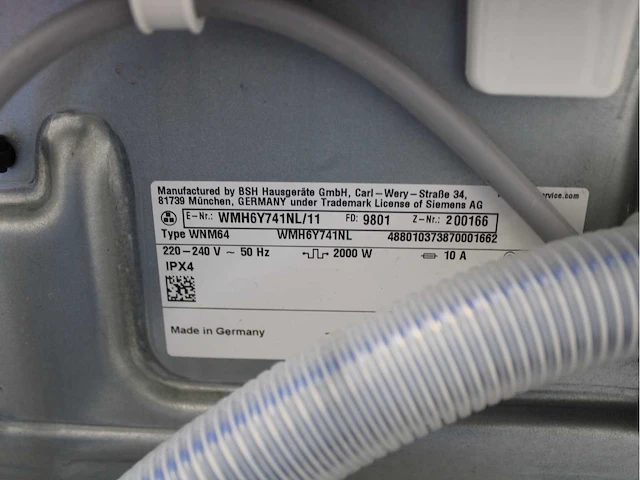 Manufactured by BSH Hausgeräte GmbH, Carl-Wery-Straße 34,
81739 München, GERMANY under Trademark License of Siemens AG
E-Nr.: WMH6Y741NL/11 FD: 9801 Z-Nr.: 200166
Type WNM64 WMH6Y741NL 488010373870001662
220-240 V ~ 50 Hz 2000 W 10 A
IPX4
Made in Germany